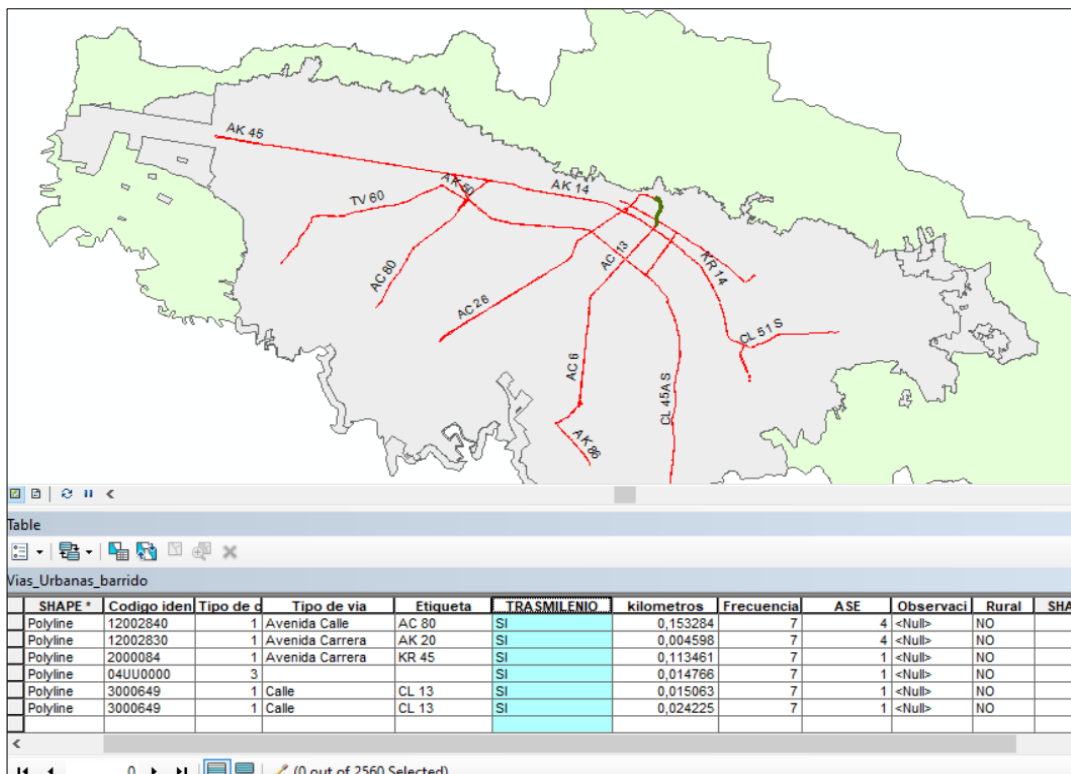 AK 45
AK 50
AK 14
TV 60
AC 80
AC 26
AC 13
KR 14
CL 51 S
AC 6
CL 45A S
AK 86
Table
Vias_Urbanas_barrido
SHAPE * Codigo iden Tipo de c Tipo de via Etiqueta TRASMILENIO kilometros Frecuencia ASE Observaci Rural SHA
Polyline 12002840 1 Avenida Calle AC 80 SI 0,153284 7 4 <Null> NO
Polyline 12002830 1 Avenida Carrera AK 20 SI 0,004598 7 4 <Null> NO
Polyline 2000084 1 Avenida Carrera KR 45 SI 0,113461 7 1 <Null> NO
Polyline 04UU0000 3 SI 0,014766 7 1 <Null> NO
Polyline 3000649 1 Calle CL 13 SI 0,015063 7 1 <Null> NO
Polyline 3000649 1 Calle CL 13 SI 0,024225 7 1 <Null> NO
0 (0 out of 2560 Selected)